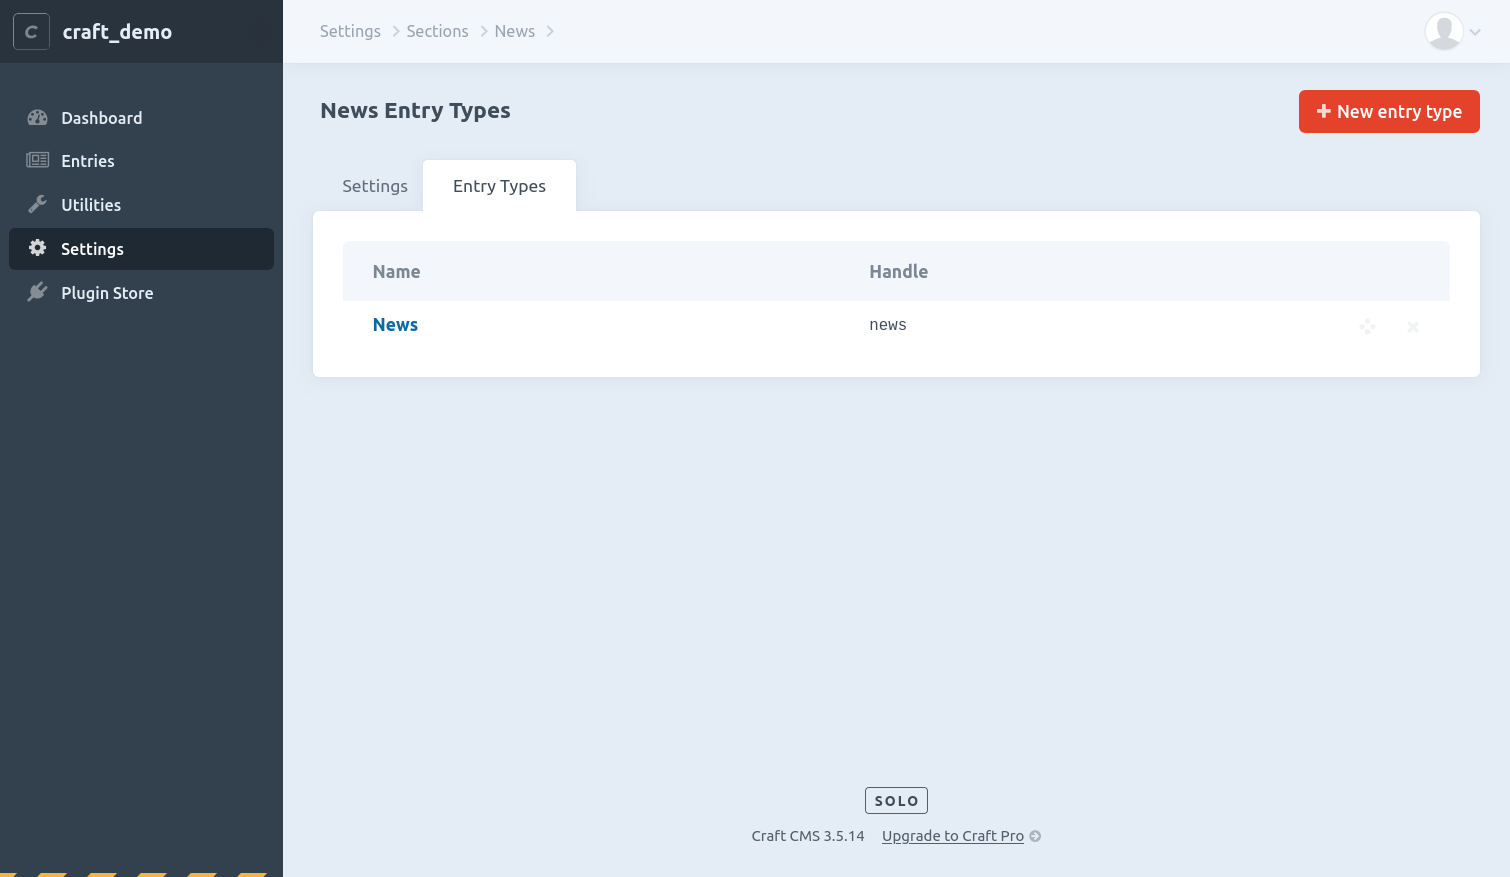 C craft_demo
Settings Sections News
Dashboard
Entries
Utilities
Settings
Plugin Store
News Entry Types
New entry type
Settings Entry Types
Name Handle
News news
SOLO
Craft CMS 3.5.14 Upgrade to Craft Pro